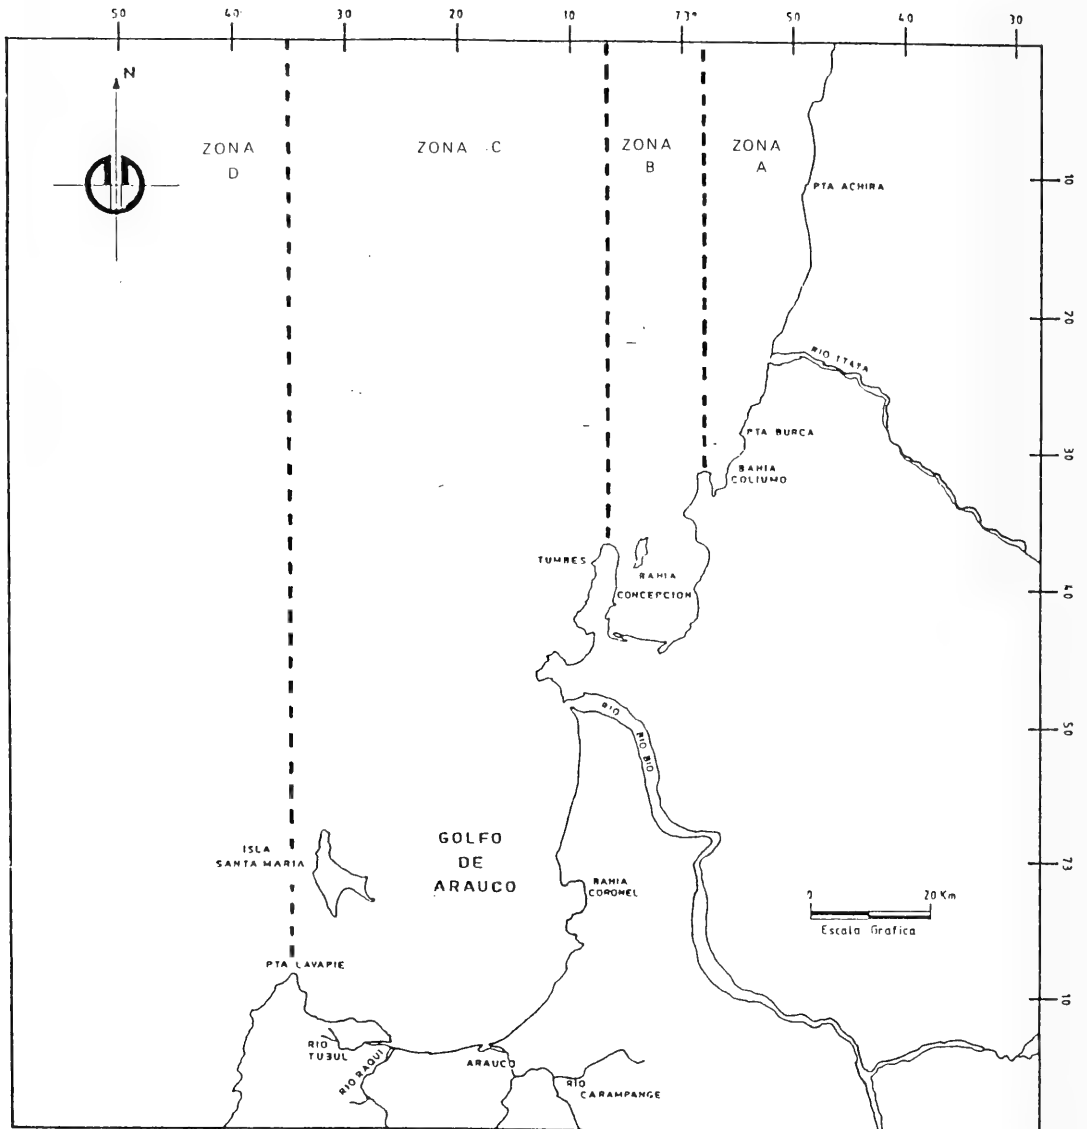 50 40 30 20 10 73° 50 40 30
N
ZONA
D
ZONA C
ZONA
B
ZONA
A
10
PTA ACHIRA
20
RIO ITATA
PTA BURCA
30
BAHIA
COLIUMO
TUMBES
BAHIA
CONCEPCION
40
RIO
BIO BIO
50
GOLFO
DE
ARAUCO
ISLA
SANTA MARIA
73
BAHIA
CORONEL
0 20 Km
Escala Grafica
PTA LAVAPIE
10
RIO
TUBUL
RIO RAQUI
ARAUCO
RIO
CARAMPANGE